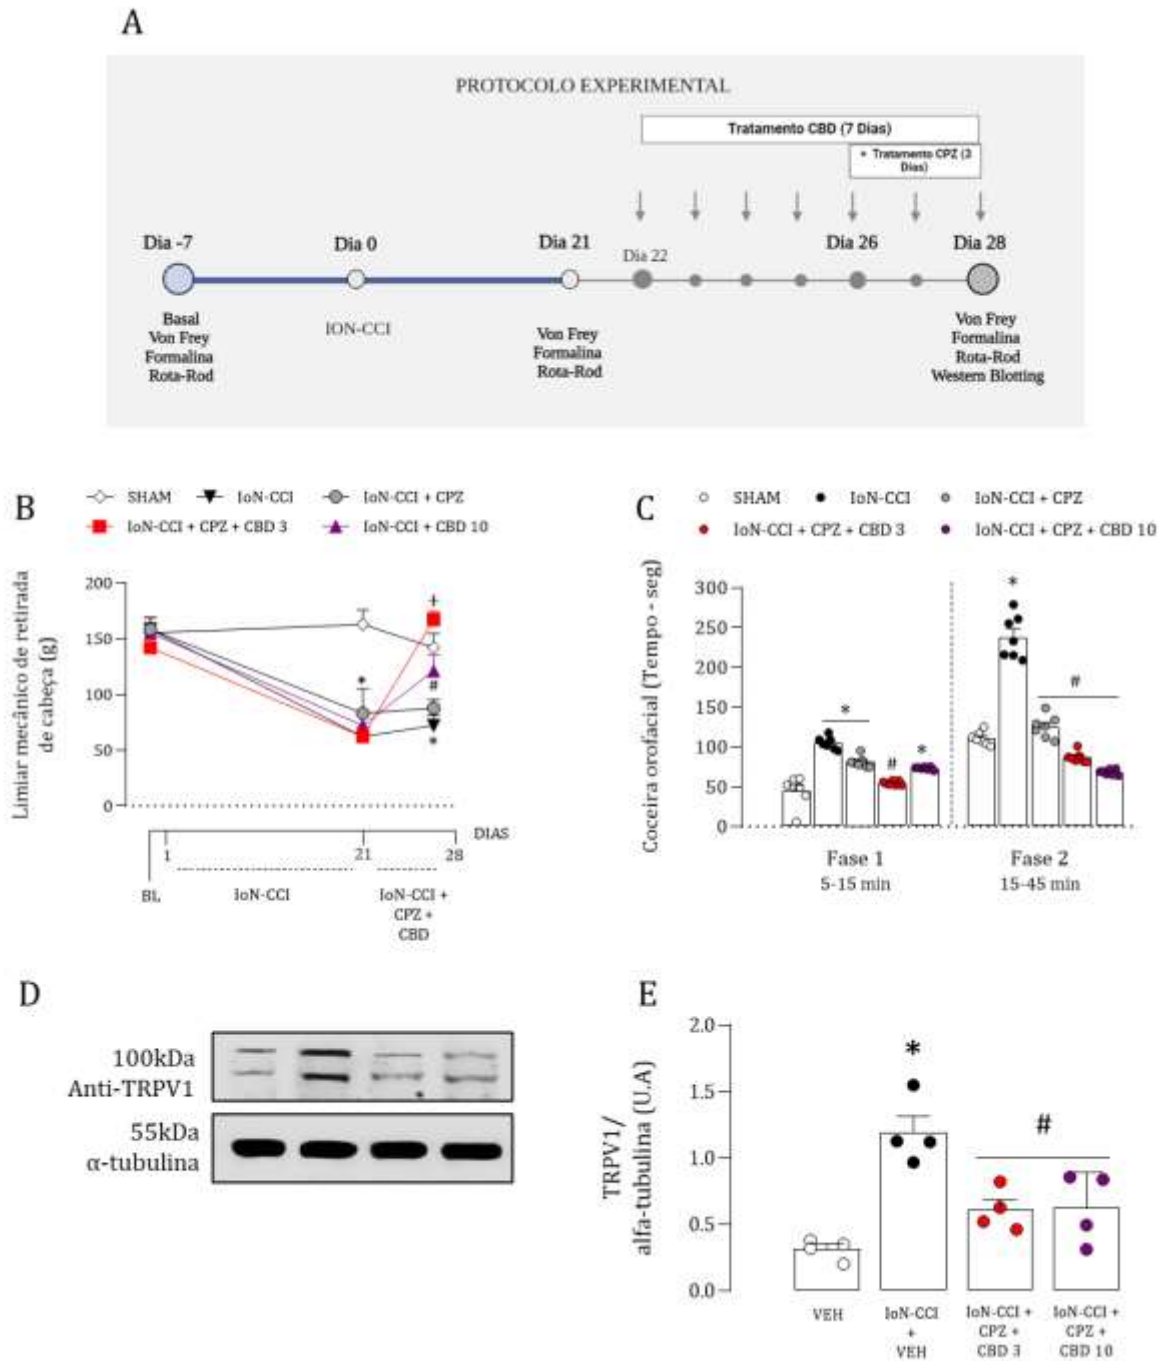 A
PROTOCOLO EXPERIMENTAL
Tratamento CBD (7 Dias)
* Tratamento CPZ (3
Dias)
Dia -7
Dia 0
Dia 21
Dia 22
Dia 26
Dia 28
Basal
Von Frey
Formalina
Rota-Rod
ION-CCI
Von Frey
Formalina
Rota-Rod
Von Frey
Formalina
Rota-Rod
Western Blotting
B
SHAM
IoN-CCI
IoN-CCI + CPZ
IoN-CCI + CPZ + CBD 3
IoN-CCI + CBD 10
Limiar mecânico de retirada
de cabeça (g)
200
150
100
50
0
*
+
#
*
DIAS
1
21
28
BL
IoN-CCI
IoN-CCI +
CPZ +
CBD
C
SHAM
IoN-CCI
IoN-CCI + CPZ
IoN-CCI + CPZ + CBD 3
IoN-CCI + CPZ + CBD 10
Coceira orofacial (Tempo - seg)
300
250
200
150
100
50
0
*
#
*
*
#
Fase 1
5-15 min
Fase 2
15-45 min
D
100kDa
Anti-TRPV1
55kDa
α-tubulina
E
TRPV1/
alfa-tubulina (U.A)
2.0
1.5
1.0
0.5
0.0
*
#
VEH
IoN-CCI
+
VEH
IoN-CCI +
CPZ +
CBD 3
IoN-CCI +
CPZ +
CBD 10